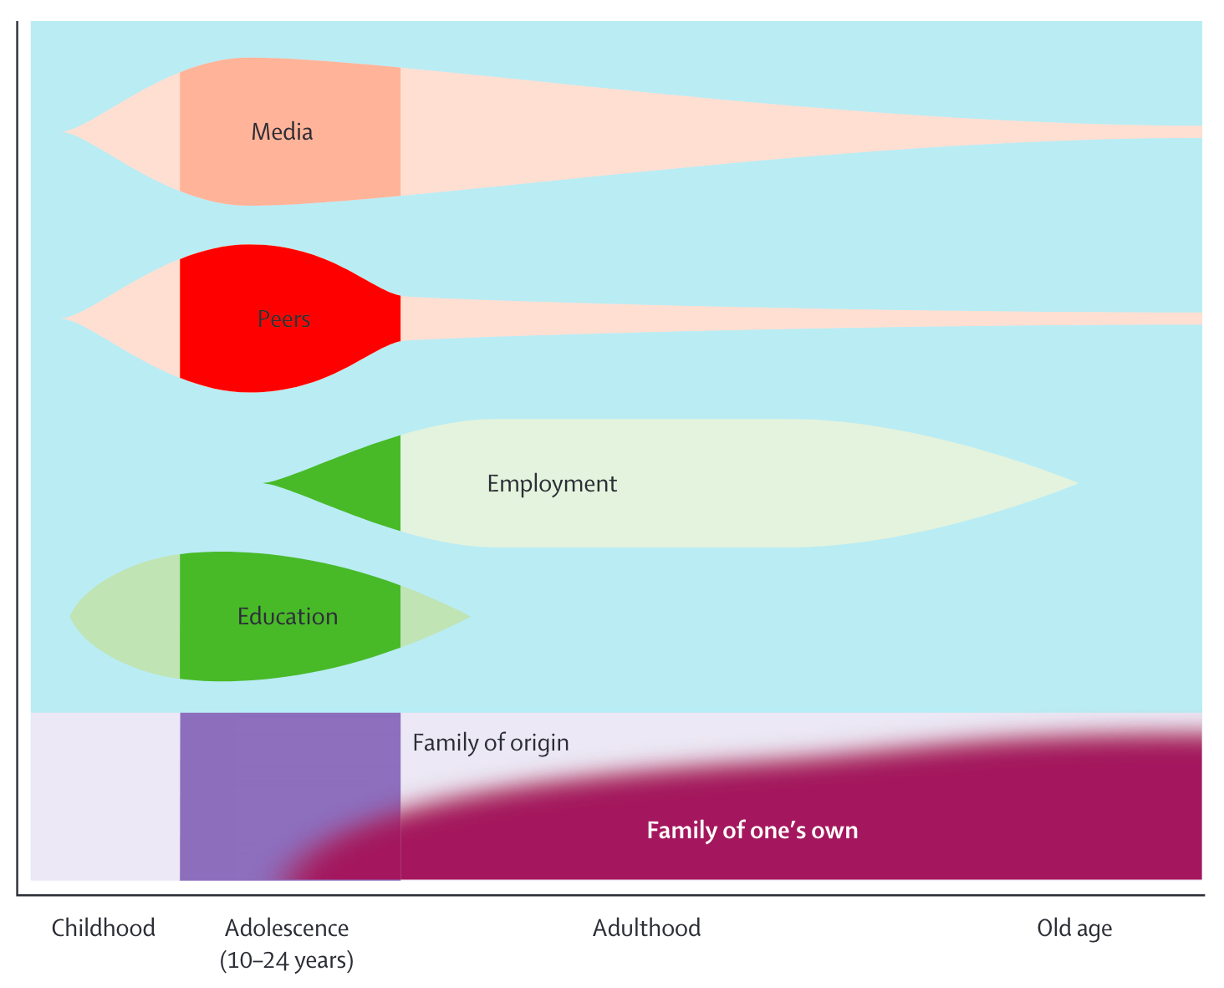 Media
Peers
Employment
Education
Family of origin
Family of one’s own
Childhood
Adolescence
(10–24 years)
Adulthood
Old age